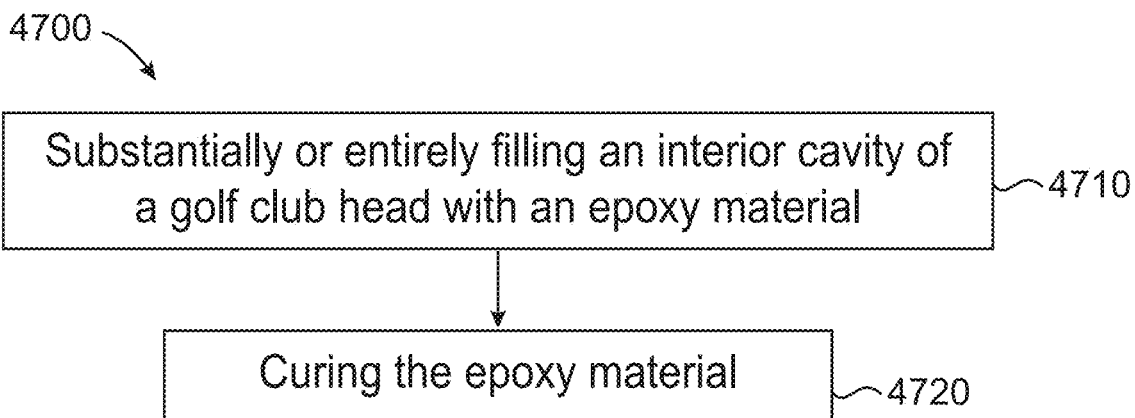 4700
Substantially or entirely filling an interior cavity of
a golf club head with an epoxy material
4710
Curing the epoxy material
4720